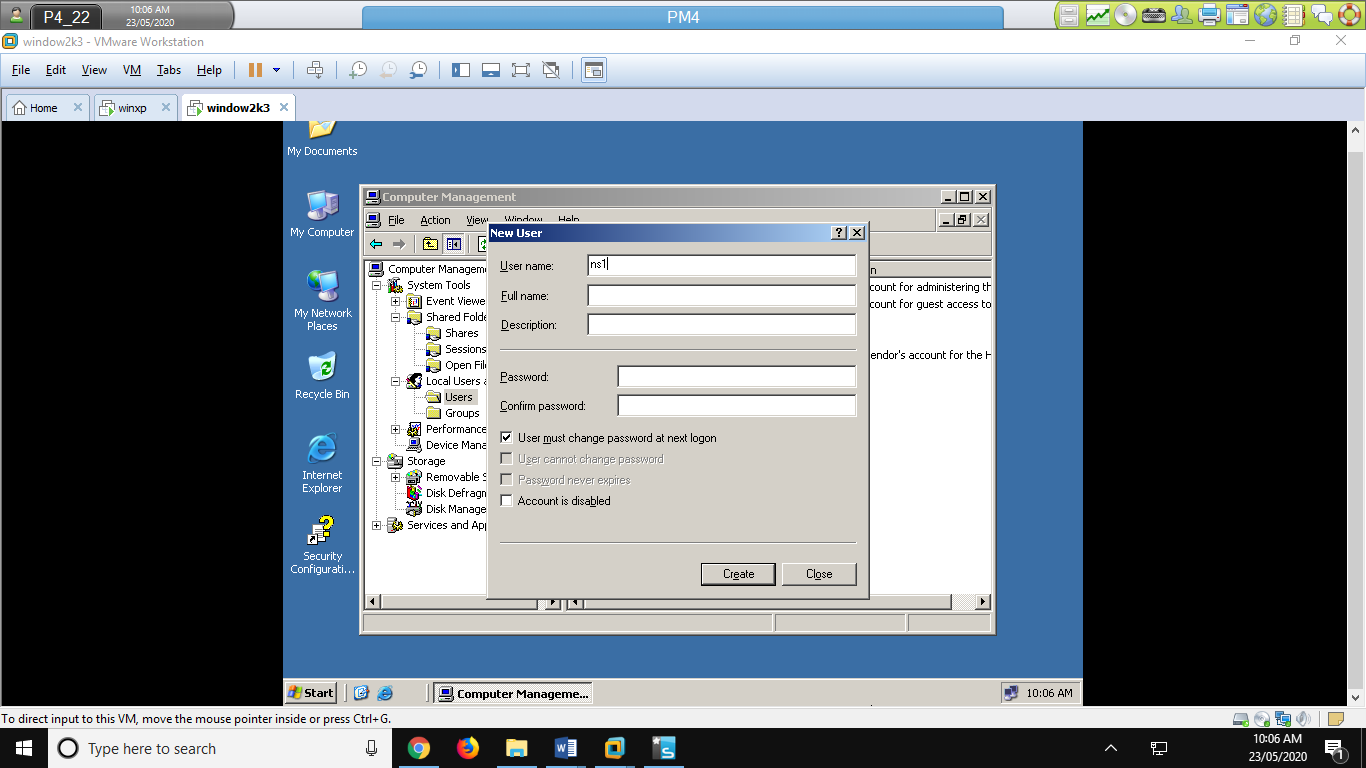 P4_22
10:06 AM
23/05/2020
PM4
window2k3 - VMware Workstation
File Edit View VM Tabs Help
Home
winxp
window2k3
My Documents
My Computer
My Network
Places
Recycle Bin
Internet
Explorer
Security
Configurati...
Computer Management
File Action View Window Help
Computer Manageme
System Tools
Event Viewe
Shared Folde
Shares
Sessions
Open File
Local Users a
Users
Groups
Performance
Device Mana
Storage
Removable S
Disk Defragm
Disk Manage
Services and App
n
count for administering th
count for guest access to
endor's account for the H
New User
User name: ns1
Full name:
Description:
Password:
Confirm password:
User must change password at next logon
User cannot change password
Password never expires
Account is disabled
Create
Close
Start
Computer Manageme...
10:06 AM
To direct input to this VM, move the mouse pointer inside or press Ctrl+G.
Type here to search
10:06 AM
23/05/2020
1